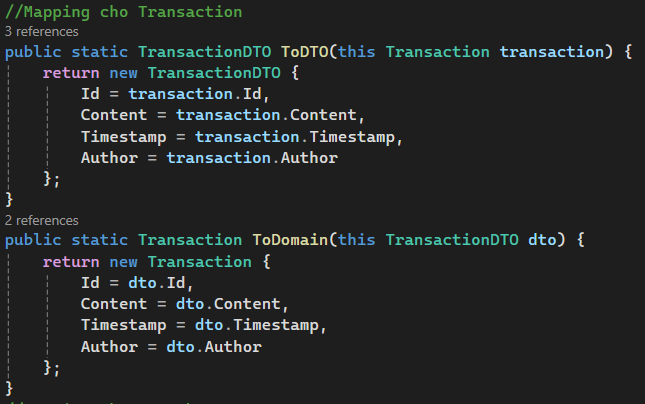 //Mapping cho Transaction
3 references
public static TransactionDTO ToDTO(this Transaction transaction) {
return new TransactionDTO {
Id = transaction.Id,
Content = transaction.Content,
Timestamp = transaction.Timestamp,
Author = transaction.Author
};
}
2 references
public static Transaction ToDomain(this TransactionDTO dto) {
return new Transaction {
Id = dto.Id,
Content = dto.Content,
Timestamp = dto.Timestamp,
Author = dto.Author
};
}